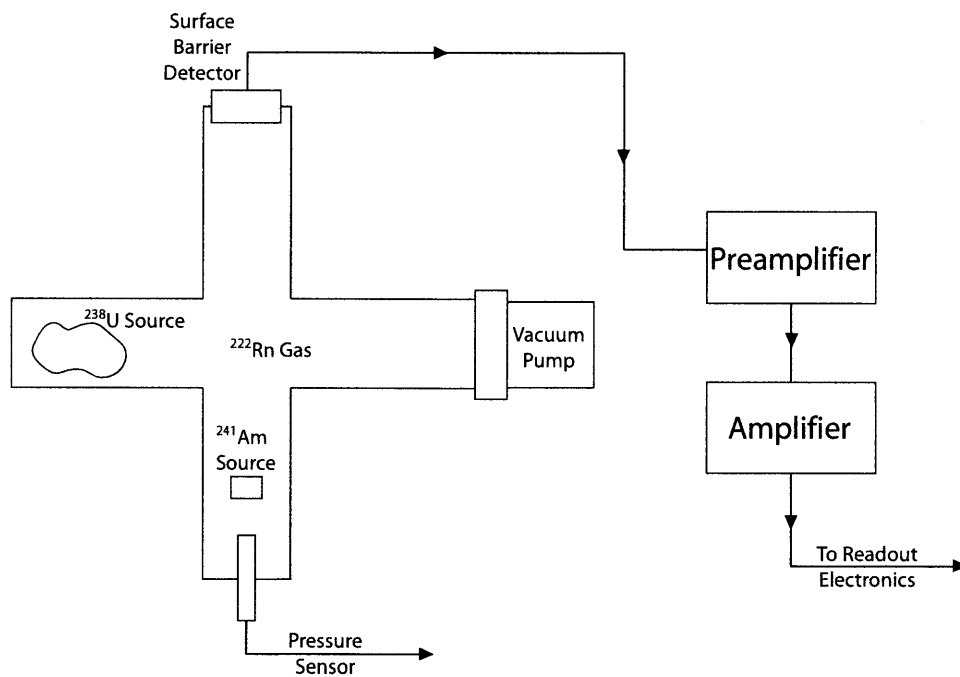 Surface
Barrier
Detector
Preamplifier
²³⁸U Source
²²²Rn Gas
Vacuum
Pump
Amplifier
²⁴¹Am
Source
To Readout
Electronics
Pressure
Sensor